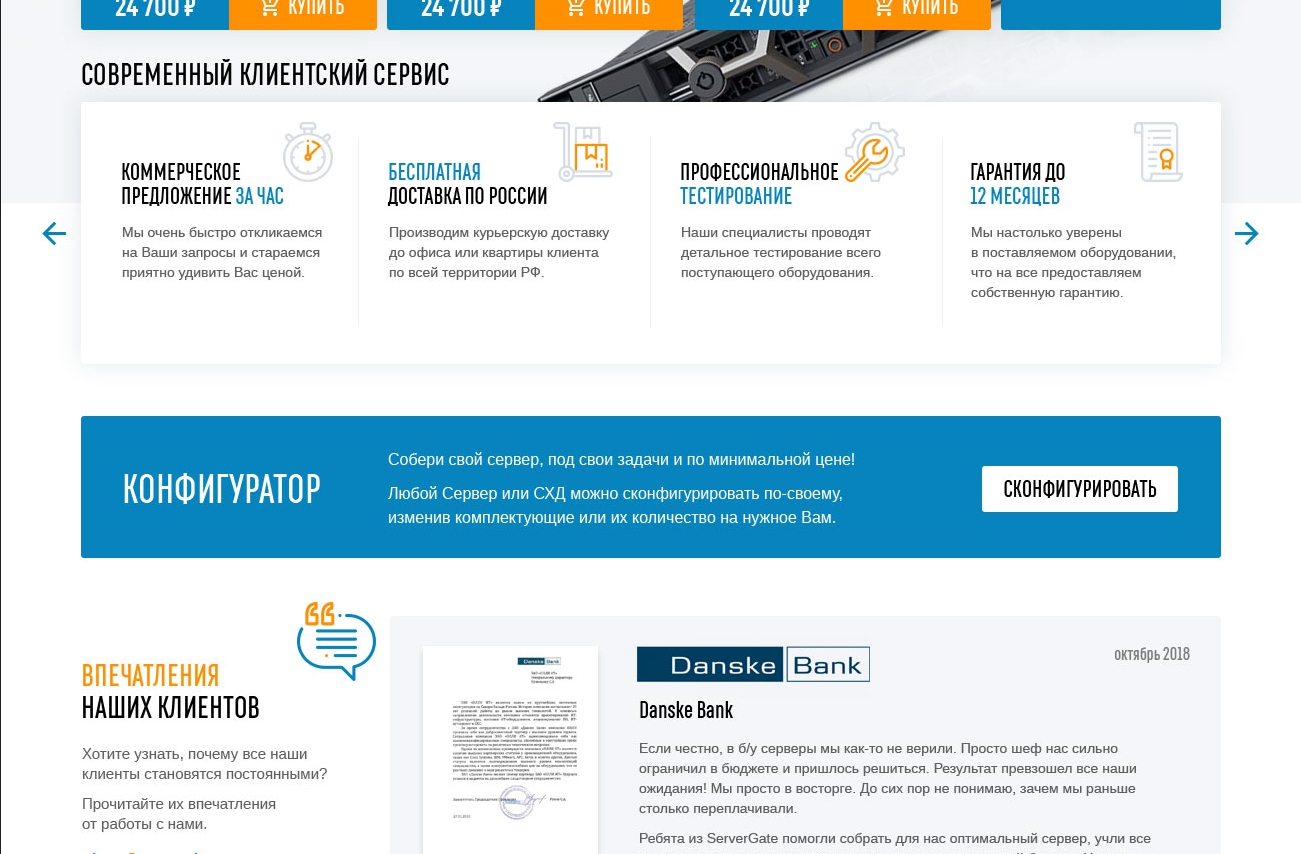 24 700 ₽ КУПИТЬ 24 700 ₽ КУПИТЬ 24 700 ₽ КУПИТЬ
СОВРЕМЕННЫЙ КЛИЕНТСКИЙ СЕРВИС
КОММЕРЧЕСКОЕ
ПРЕДЛОЖЕНИЕ ЗА ЧАС
Мы очень быстро откликаемся
на Ваши запросы и стараемся
приятно удивить Вас ценой.
БЕСПЛАТНАЯ
ДОСТАВКА ПО РОССИИ
Производим курьерскую доставку
до офиса или квартиры клиента
по всей территории РФ.
ПРОФЕССИОНАЛЬНОЕ
ТЕСТИРОВАНИЕ
Наши специалисты проводят
детальное тестирование всего
поступающего оборудования.
ГАРАНТИЯ ДО
12 МЕСЯЦЕВ
Мы настолько уверены
в поставляемом оборудовании,
что на все предоставляем
собственную гарантию.
КОНФИГУРАТОР
Собери свой сервер, под свои задачи и по минимальной цене!
Любой Сервер или СХД можно сконфигурировать по-своему,
изменив комплектующие или их количество на нужное Вам.
СКОНФИГУРИРОВАТЬ
ВПЕЧАТЛЕНИЯ
НАШИХ КЛИЕНТОВ
Хотите узнать, почему все наши
клиенты становятся постоянными?
Прочитайте их впечатления
от работы с нами.
Danske Bank
Danske Bank
октябрь 2018
Danske Bank
Если честно, в б/у серверы мы как-то не верили. Просто шеф нас сильно
ограничил в бюджете и пришлось решиться. Результат превзошел все наши
ожидания! Мы просто в восторге. До сих пор не понимаю, зачем мы раньше
столько переплачивали.
Ребята из ServerGate помогли собрать для нас оптимальный сервер, учли все